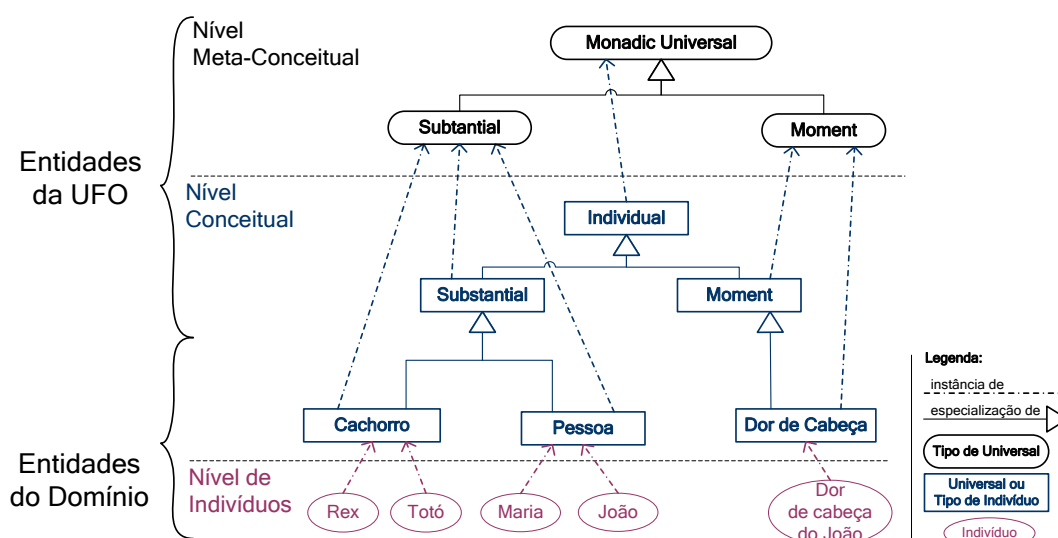 Nível
Meta-Conceitual
Monadic Universal
Subtantial
Moment
Entidades
da UFO
Nível
Conceitual
Individual
Substantial
Moment
Cachorro
Pessoa
Dor de Cabeça
Entidades
do Domínio
Nível de
Indivíduos
Rex
Totó
Maria
João
Dor
de cabeça
do João
Legenda:
instância de
especialização de
Tipo de Universal
Universal ou
Tipo de Indivíduo
Indivíduo